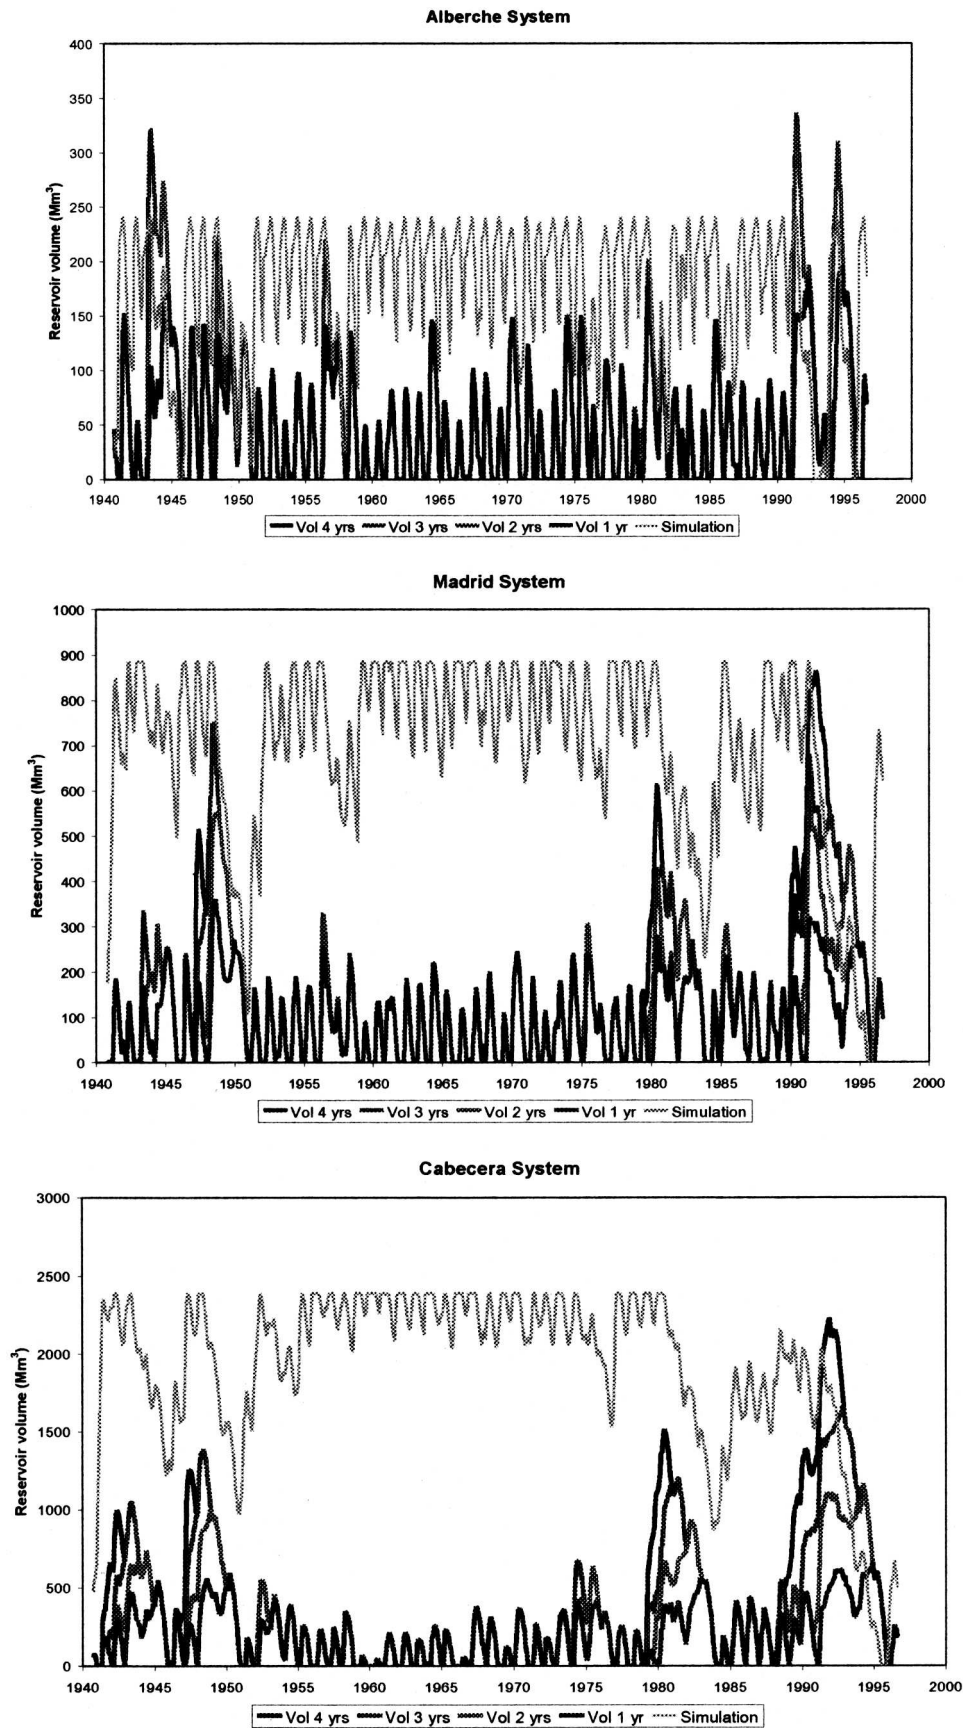 Alberche System
400
350
300
250
200
150
100
50
0
Reservoir volume (Mm³)
1940 1945 1950 1955 1960 1965 1970 1975 1980 1985 1990 1995 2000
Vol 4 yrs Vol 3 yrs Vol 2 yrs Vol 1 yr Simulation
Madrid System
1000
900
800
700
600
500
400
300
200
100
0
Reservoir volume (Mm³)
1940 1945 1950 1955 1960 1965 1970 1975 1980 1985 1990 1995 2000
Vol 4 yrs Vol 3 yrs Vol 2 yrs Vol 1 yr Simulation
Cabecera System
3000
2500
2000
1500
1000
500
0
Reservoir volume (Mm³)
1940 1945 1950 1955 1960 1965 1970 1975 1980 1985 1990 1995 2000
Vol 4 yrs Vol 3 yrs Vol 2 yrs Vol 1 yr Simulation